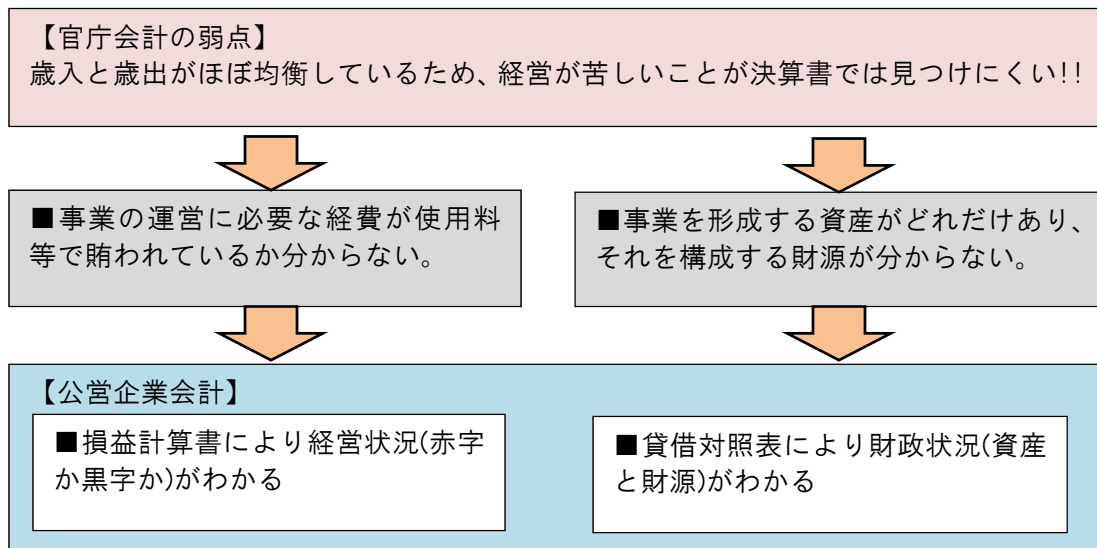 【官庁会計の弱点】
歳入と歳出がほぼ均衡しているため、経営が苦しいことが決算書では見つけにくい!!
■事業の運営に必要な経費が使用料
等で賄われているか分からない。
■事業を形成する資産がどれだけあり、
それを構成する財源が分からない。
【公営企業会計】
■損益計算書により経営状況(赤字
か黒字か)がわかる
■貸借対照表により財政状況(資産
と財源)がわかる